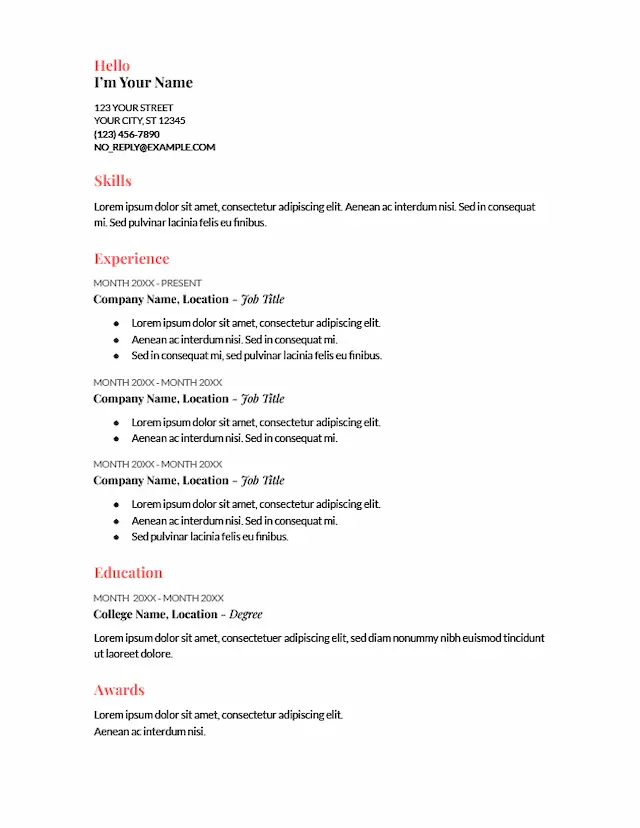 Hello
I'm Your Name
123 YOUR STREET
YOUR CITY, ST 12345
(123) 456-7890
NO_REPLY@EXAMPLE.COM
Skills
Lorem ipsum dolor sit amet, consectetur adipiscing elit. Aenean ac interdum nisi. Sed in consequat
mi. Sed pulvinar lacinia felis eu finibus.
Experience
MONTH 20XX - PRESENT
Company Name, Location - Job Title
● Lorem ipsum dolor sit amet, consectetur adipiscing elit.
● Aenean ac interdum nisi. Sed in consequat mi.
● Sed in consequat mi, sed pulvinar lacinia felis eu finibus.
MONTH 20XX - MONTH 20XX
Company Name, Location - Job Title
● Lorem ipsum dolor sit amet, consectetur adipiscing elit.
● Aenean ac interdum nisi. Sed in consequat mi.
MONTH 20XX - MONTH 20XX
Company Name, Location - Job Title
● Lorem ipsum dolor sit amet, consectetur adipiscing elit.
● Aenean ac interdum nisi. Sed in consequat mi.
● Sed pulvinar lacinia felis eu finibus.
Education
MONTH 20XX - MONTH 20XX
College Name, Location - Degree
Lorem ipsum dolor sit amet, consectetuer adipiscing elit, sed diam nonummy nibh euismod tincidunt
ut laoreet dolore.
Awards
Lorem ipsum dolor sit amet, consectetur adipiscing elit.
Aenean ac interdum nisi.